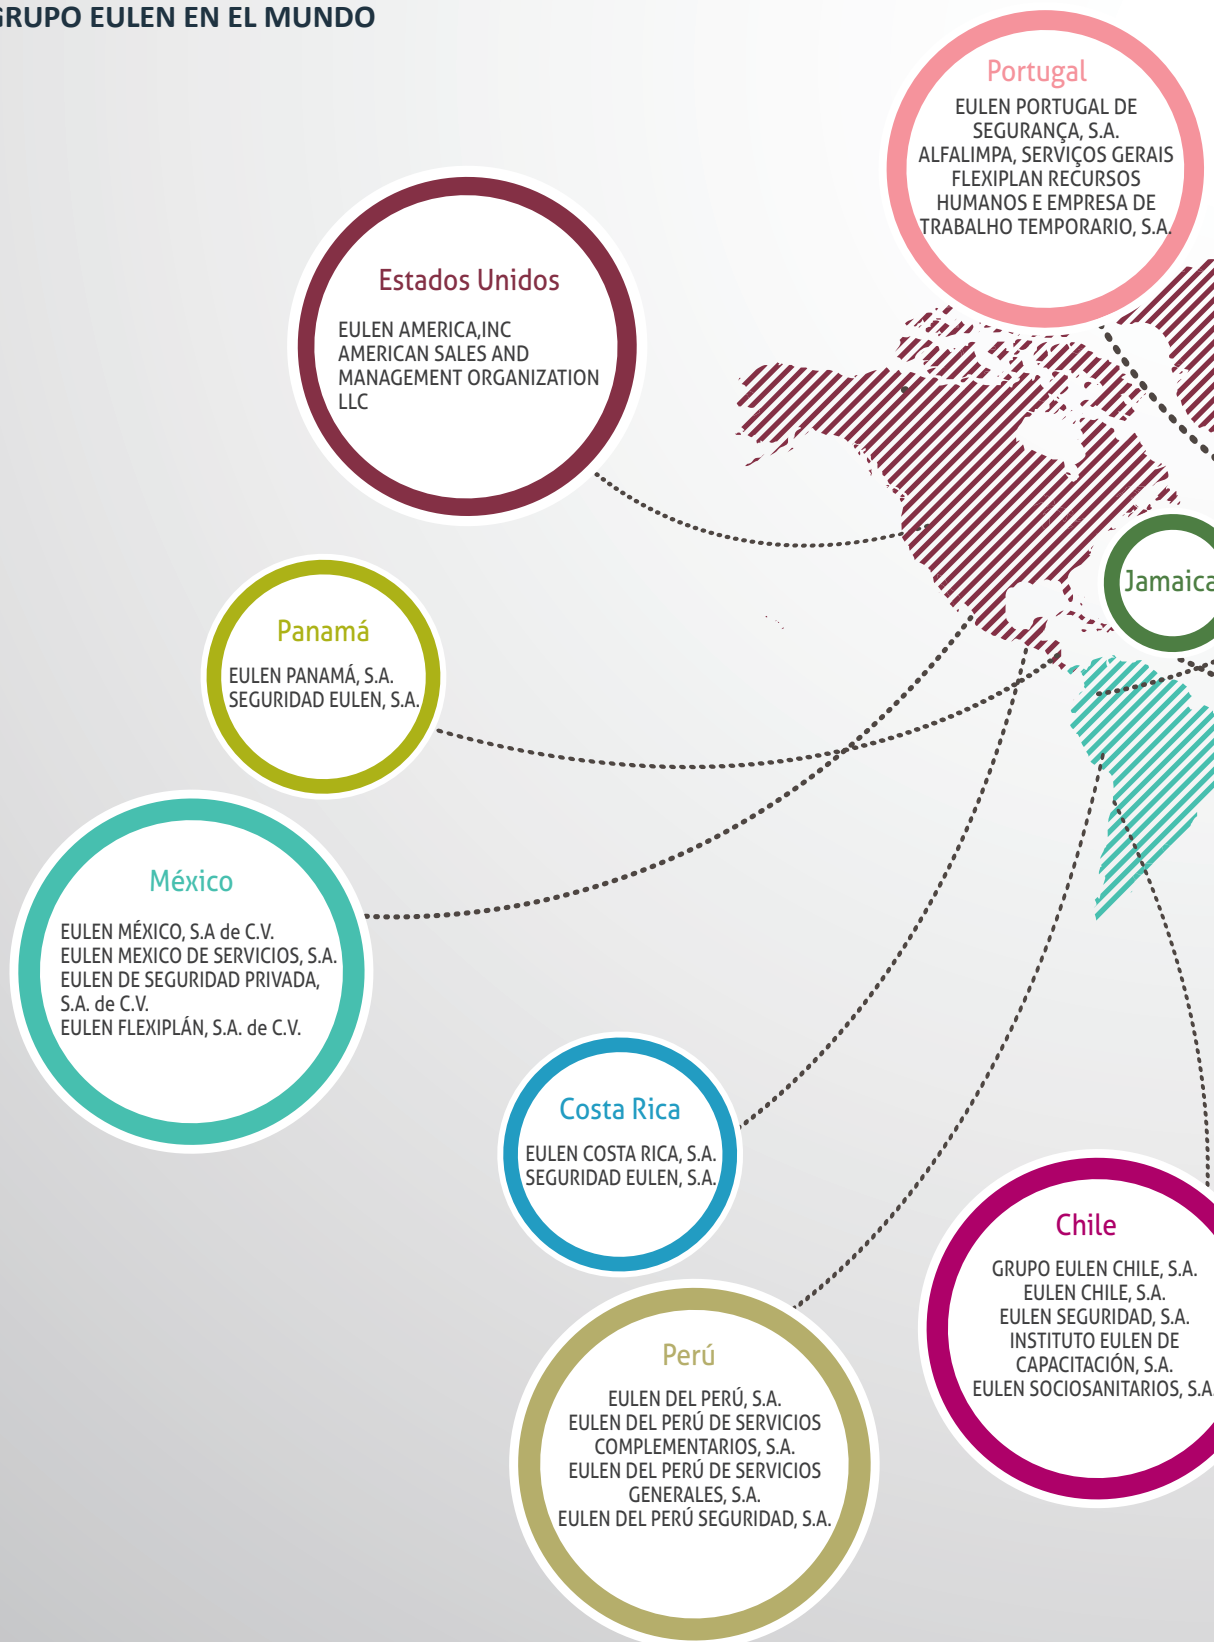 GRUPO EULEN EN EL MUNDO
Portugal
EULEN PORTUGAL DE
SEGURANÇA, S.A.
ALFALIMPA, SERVIÇOS GERAIS
FLEXIPLAN RECURSOS
HUMANOS E EMPRESA DE
TRABALHO TEMPORARIO, S.A.
Estados Unidos
EULEN AMERICA,INC
AMERICAN SALES AND
MANAGEMENT ORGANIZATION
LLC
Jamaica
Panamá
EULEN PANAMÁ, S.A.
SEGURIDAD EULEN, S.A.
México
EULEN MÉXICO, S.A de C.V.
EULEN MEXICO DE SERVICIOS, S.A.
EULEN DE SEGURIDAD PRIVADA,
S.A. de C.V.
EULEN FLEXIPLÁN, S.A. de C.V.
Costa Rica
EULEN COSTA RICA, S.A.
SEGURIDAD EULEN, S.A.
Chile
GRUPO EULEN CHILE, S.A.
EULEN CHILE, S.A.
EULEN SEGURIDAD, S.A.
INSTITUTO EULEN DE
CAPACITACIÓN, S.A.
EULEN SOCIOSANITARIOS, S.A.
Perú
EULEN DEL PERÚ, S.A.
EULEN DEL PERÚ DE SERVICIOS
COMPLEMENTARIOS, S.A.
EULEN DEL PERÚ DE SERVICIOS
GENERALES, S.A.
EULEN DEL PERÚ SEGURIDAD, S.A.